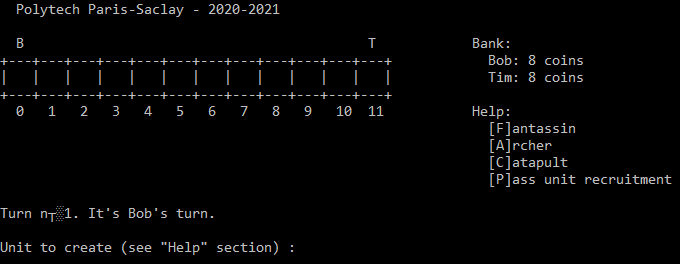 Polytech Paris-Saclay - 2020-2021
B T
0 1 2 3 4 5 6 7 8 9 10 11
Bank:
Bob: 8 coins
Tim: 8 coins
Help:
[F]antassin
[A]rcher
[C]atapult
[P]ass unit recruitment
Turn n┬░1. It's Bob's turn.
Unit to create (see "Help" section) :